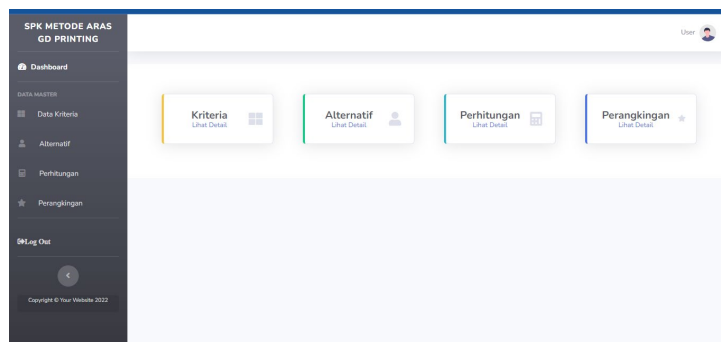 SPK METODE ARAS
GD PRINTING
User
Dashboard
DATA MASTER
Data Kriteria
Alternatif
Perhitungan
Perangkingan
Log Out
Copyright © Your Website 2022
Kriteria
Lihat Detail
Alternatif
Lihat Detail
Perhitungan
Lihat Detail
Perangkingan
Lihat Detail